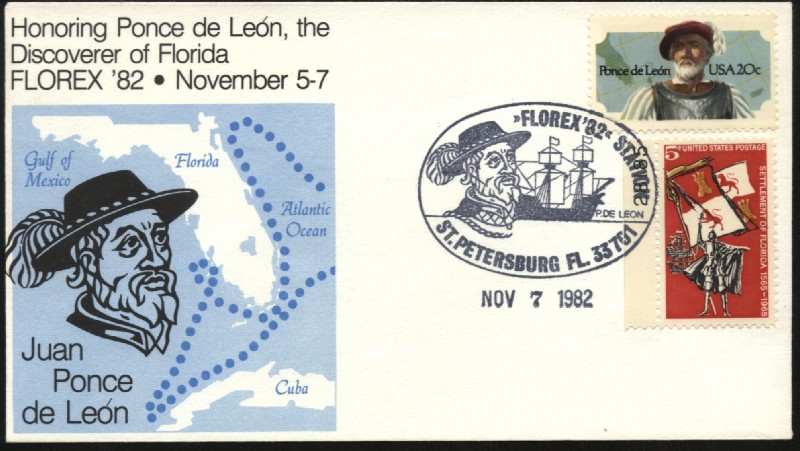 Honoring Ponce de León, the
Discoverer of Florida
FLOREX '82 • November 5-7
Gulf of
Mexico
Florida
Atlantic
Ocean
Cuba
Juan
Ponce
de León
»FLOREX'82« STATION
P.DE LEON
ST. PETERSBURG FL. 33701
NOV 7 1982
Ponce de León
USA 20c
5c UNITED STATES POSTAGE
SETTLEMENT OF FLORIDA 1565-1965